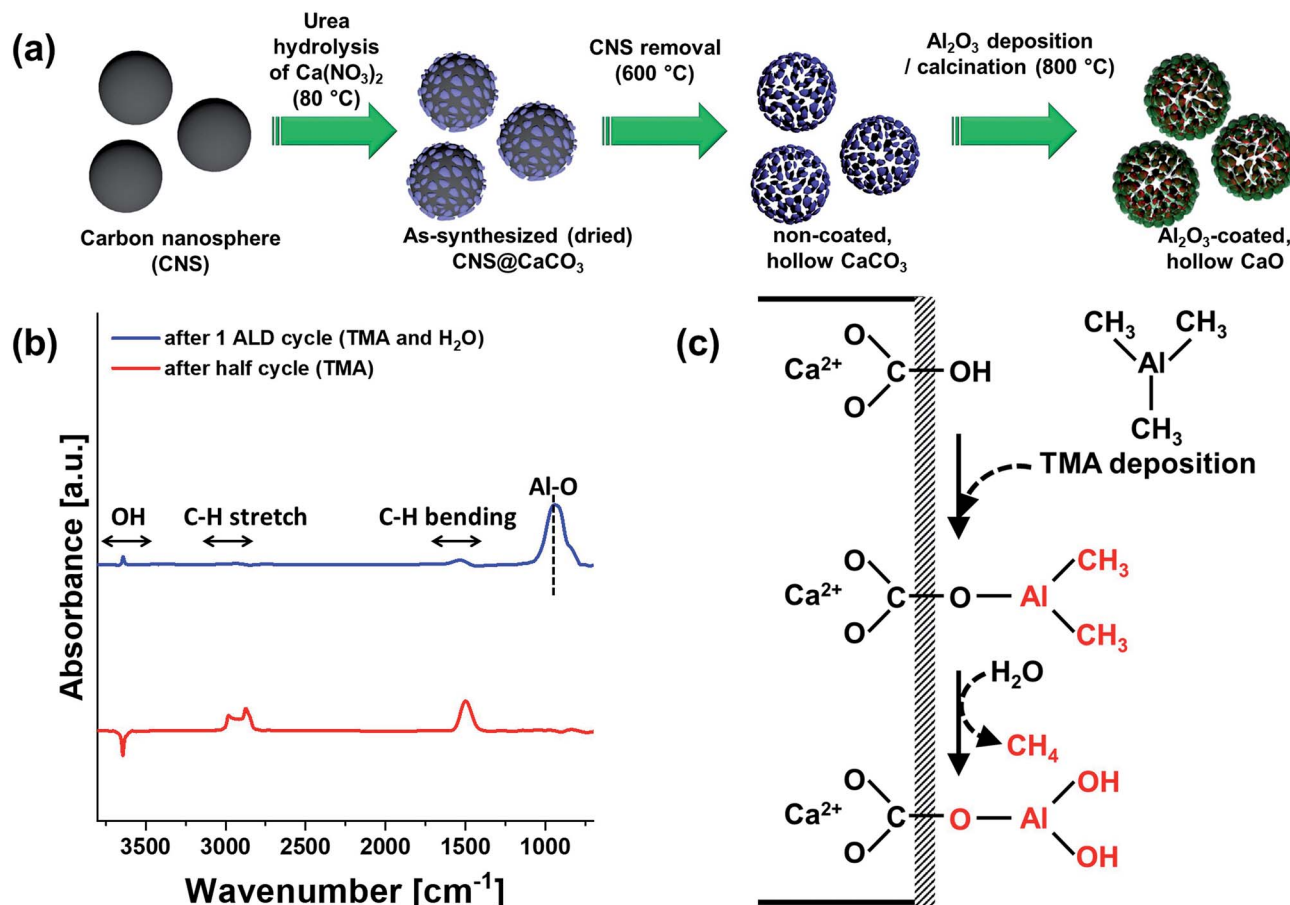 (a)
Urea
hydrolysis
of Ca(NO₃)₂
(80 °C)
CNS removal
(600 °C)
Al₂O₃ deposition
/ calcination (800 °C)
Carbon nanosphere
(CNS)
As-synthesized (dried)
CNS@CaCO₃
non-coated,
hollow CaCO₃
Al₂O₃-coated,
hollow CaO
(b)
after 1 ALD cycle (TMA and H₂O)
after half cycle (TMA)
OH
C-H stretch
C-H bending
Al-O
Absorbance [a.u.]
3500 3000 2500 2000 1500 1000
Wavenumber [cm⁻¹]
(c)
O
Ca²⁺ C OH
O
CH₃ CH₃
Al
CH₃
TMA deposition
O CH₃
Ca²⁺ C O Al
O CH₃
H₂O
CH₄
O OH
Ca²⁺ C O Al
O OH